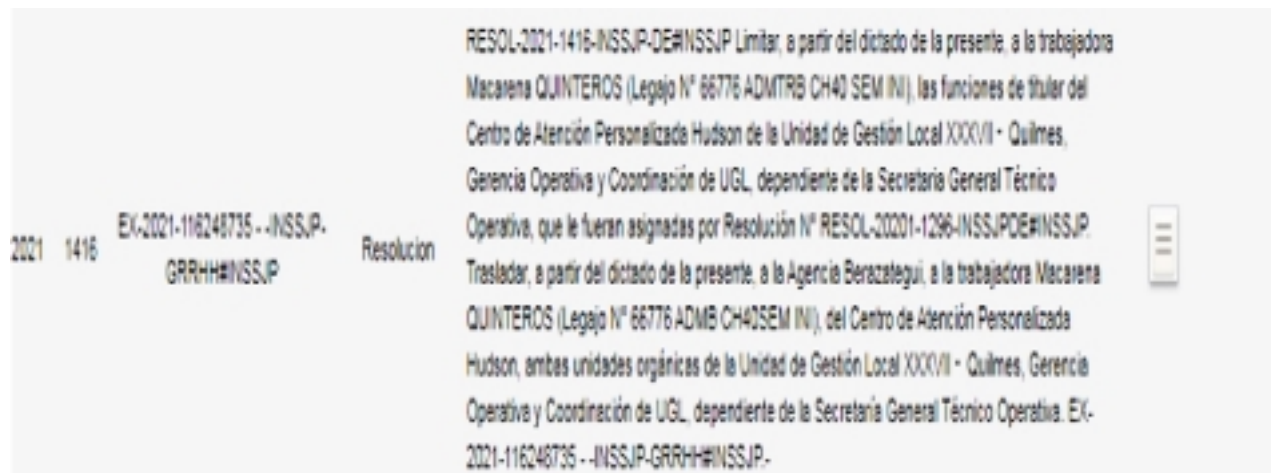 RESOL-2021-1416-INSSJP-DE#INSSJP Limitar, a partir del dictado de la presente, a la trabajadora
Macarena QUINTEROS (Legajo N° 66776 ADMTRB CH40 SEM INI), las funciones de titular del
Centro de Atención Personalizada Hudson de la Unidad de Gestión Local XXXVII - Quilmes,
Gerencia Operativa y Coordinación de UGL, dependiente de la Secretaria General Técnico
2021 1416 EX-2021-116248735 - -INSSJP-GRRHH#INSSJP Resolucion Operativa, que le fueran asignadas por Resolución N° RESOL-20201-1296-INSSJPDE#INSSJP.
Trasladar, a partir del dictado de la presente, a la Agencia Berazategui, a la trabajadora Macarena
QUINTEROS (Legajo N° 66776 ADMB CH40SEM INI), del Centro de Atención Personalizada
Hudson, ambas unidades orgánicas de la Unidad de Gestión Local XXXVII - Quilmes, Gerencia
Operativa y Coordinación de UGL, dependiente de la Secretaría General Técnico Operativa. EX-
2021-116248735 - -INSSJP-GRRHH#INSSJP.-